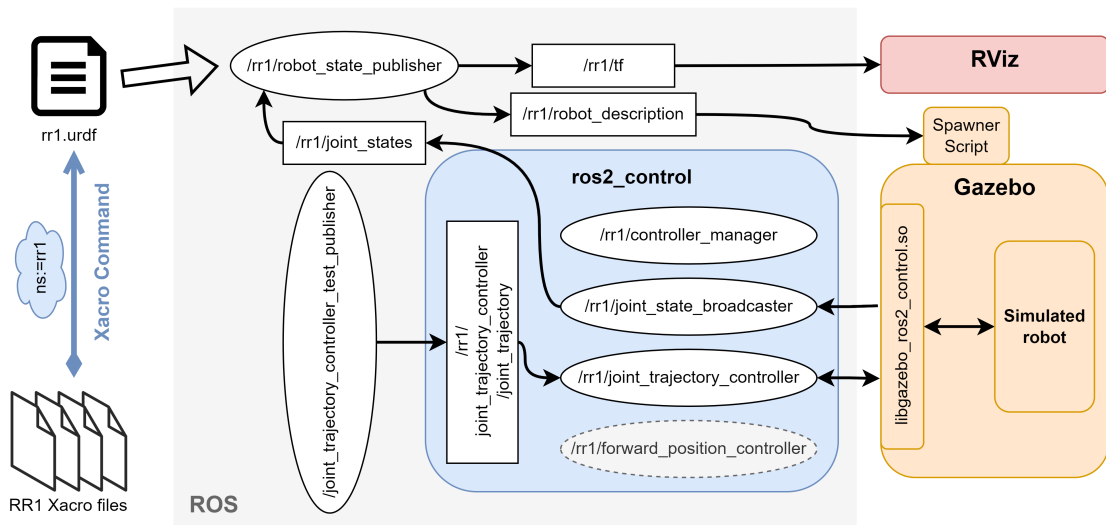 rr1.urdf
ns:=rr1
Xacro Command
RR1 Xacro files
/rr1/robot_state_publisher
/rr1/tf
/rr1/robot_description
/rr1/joint_states
/joint_trajectory_controller_test_publisher
ROS
ros2_control
/rr1/
joint_trajectory_controller
/joint_trajectory
/rr1/controller_manager
/rr1/joint_state_broadcaster
/rr1/joint_trajectory_controller
/rr1/forward_position_controller
RViz
Spawner
Script
Gazebo
libgazebo_ros2_control.so
Simulated
robot